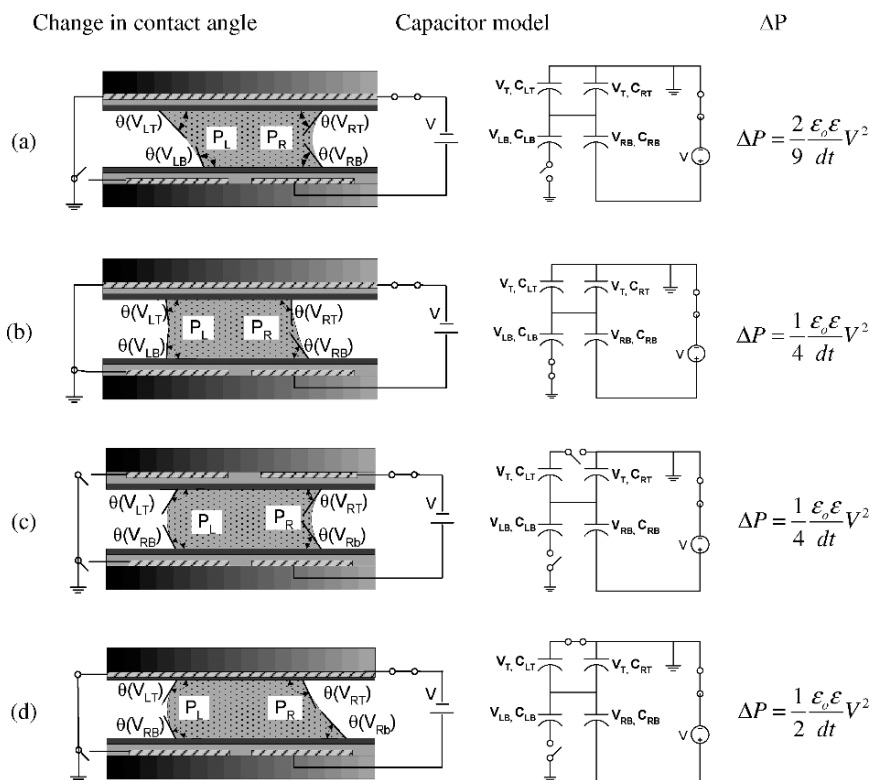 Change in contact angle Capacitor model ΔP
(a)
θ(V_LT) P_L P_R θ(V_RT)
θ(V_LB) θ(V_RB)
V
V_T, C_LT V_T, C_RT
V_LB, C_LB V_RB, C_RB
V
ΔP = 2/9 ε_oε/dt V²
(b)
θ(V_LT) P_L P_R θ(V_RT)
θ(V_LB) θ(V_RB)
V
V_T, C_LT V_T, C_RT
V_LB, C_LB V_RB, C_RB
V
ΔP = 1/4 ε_oε/dt V²
(c)
θ(V_LT) P_L P_R θ(V_RT)
θ(V_RB) θ(V_Rb)
V
V_T, C_LT V_T, C_RT
V_LB, C_LB V_RB, C_RB
V
ΔP = 1/4 ε_oε/dt V²
(d)
θ(V_LT) P_L P_R θ(V_RT)
θ(V_RB) θ(V_Rb)
V
V_T, C_LT V_T, C_RT
V_LB, C_LB V_RB, C_RB
V
ΔP = 1/2 ε_oε/dt V²